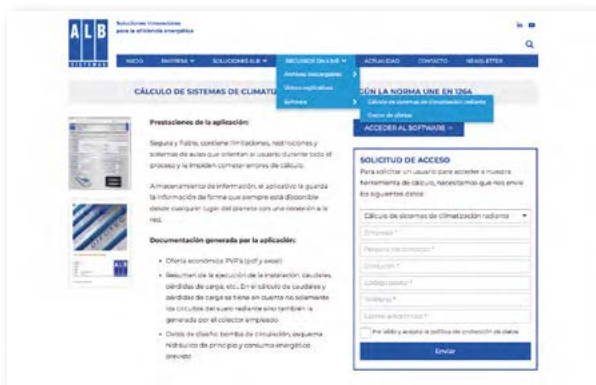 ALB
SISTEMAS
Soluciones innovadoras
para la eficiencia energética
INICIO EMPRESA SOLUCIONES ALB RECURSOS ON-LINE ACTUALIDAD CONTACTO NEWSLETTER
Archivos descargables
Vídeos explicativos
Software
Cálculo de sistemas de climatización radiante
Gestor de ofertas
CÁLCULO DE SISTEMAS DE CLIMATIZ
GÚN LA NORMA UNE EN 1264
Prestaciones de la aplicación:
Segura y fiable, contiene limitaciones, restricciones y
sistemas de aviso que orientan al usuario durante todo el
proceso y le impiden cometer errores de cálculo.
Almacenamiento de información, el aplicativo le guarda
la información de forma que siempre está disponible
desde cualquier lugar del planeta con una conexión a la
red.
Documentación generada por la aplicación:
• Oferta económica PVP's (pdf y excel)
• Resumen de la ejecución de la instalación: caudales,
pérdidas de carga, etc. En el cálculo de caudales y
pérdidas de carga se tiene en cuenta no solamente
los circuitos del suelo radiante sino también la
generada por el colector empleado.
• Datos de diseño: bomba de circulación, esquema
hidráulico de principio y consumo energético
previsto
ACCEDER AL SOFTWARE
SOLICITUD DE ACCESO
Para solicitar un usuario para acceder a nuestra
herramienta de cálculo, necesitamos que nos envíe
los siguientes datos:
Cálculo de sistemas de climatización radiante
Empresa *
Persona de contacto *
Dirección *
Código postal *
Teléfono *
Correo electrónico *
He leído y acepto la política de protección de datos
Enviar